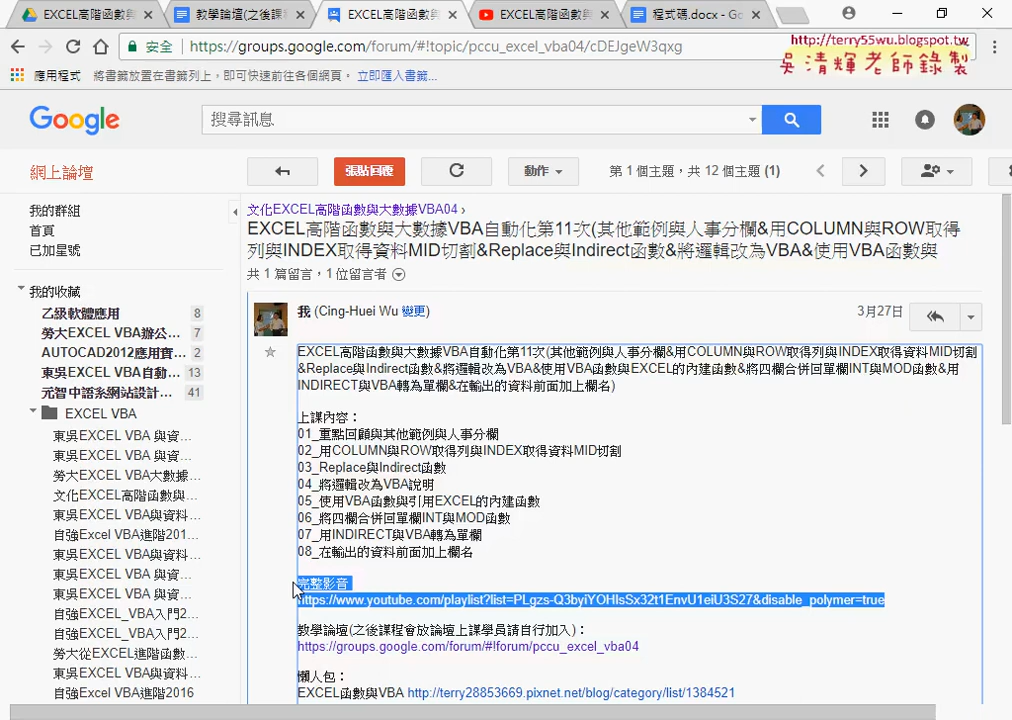 EXCEL高階函數與
教學論壇(之後課
EXCEL高階函數與
EXCEL高階函數與
程式碼.docx - Go
安全
https://groups.google.com/forum/#!topic/pccu_excel_vba04/cDEJgeW3qxg
http://terry55wu.blogspot.tw
吳清輝老師錄製
應用程式
將書籤放置在書籤列上，即可快速前往各個網頁。
立即匯入書籤...
Google
搜尋訊息
網上論壇
張貼回覆
動作
第 1 個主題，共 12 個主題 (1)
我的群組
首頁
已加星號
我的收藏
乙級軟體應用 8
勞大EXCEL VBA辦公... 7
AUTOCAD2012應用實... 2
東吳EXCEL VBA自動... 13
元智中語系網站設計... 41
EXCEL VBA
東吳EXCEL VBA 與資...
東吳EXCEL VBA 與資...
勞大EXCEL VBA大數據...
文化EXCEL高階函數與...
東吳EXCEL VBA與資料...
自強Excel VBA進階201...
東吳EXCEL VBA與資料...
東吳EXCEL VBA 與資...
東吳EXCEL VBA與資料...
自強EXCEL_VBA入門2...
自強EXCEL_VBA入門2...
勞大從EXCEL進階函數...
東吳EXCEL VBA與資料...
自強Excel VBA進階2016
文化EXCEL高階函數與大數據VBA04 ›
EXCEL高階函數與大數據VBA自動化第11次(其他範例與人事分欄&用COLUMN與ROW取得
列與INDEX取得資料MID切割&Replace與Indirect函數&將邏輯改為VBA&使用VBA函數與
共 1 篇留言，1 位留言者
我 (Cing-Huei Wu 變更)
3月27日
EXCEL高階函數與大數據VBA自動化第11次(其他範例與人事分欄&用COLUMN與ROW取得列與INDEX取得資料MID切割
&Replace與Indirect函數&將邏輯改為VBA&使用VBA函數與EXCEL的內建函數&將四欄合併回單欄INT與MOD函數&用
INDIRECT與VBA轉為單欄&在輸出的資料前面加上欄名)
上課內容：
01_重點回顧與其他範例與人事分欄
02_用COLUMN與ROW取得列與INDEX取得資料MID切割
03_Replace與Indirect函數
04_將邏輯改為VBA說明
05_使用VBA函數與引用EXCEL的內建函數
06_將四欄合併回單欄INT與MOD函數
07_用INDIRECT與VBA轉為單欄
08_在輸出的資料前面加上欄名
完整影音
https://www.youtube.com/playlist?list=PLgzs-Q3byiYOHIsSx32t1EnvU1eiU3S27&disable_polymer=true
教學論壇(之後課程會放論壇上課學員請自行加入)：
https://groups.google.com/forum/#!forum/pccu_excel_vba04
懶人包：
EXCEL函數與VBA http://terry28853669.pixnet.net/blog/category/list/1384521